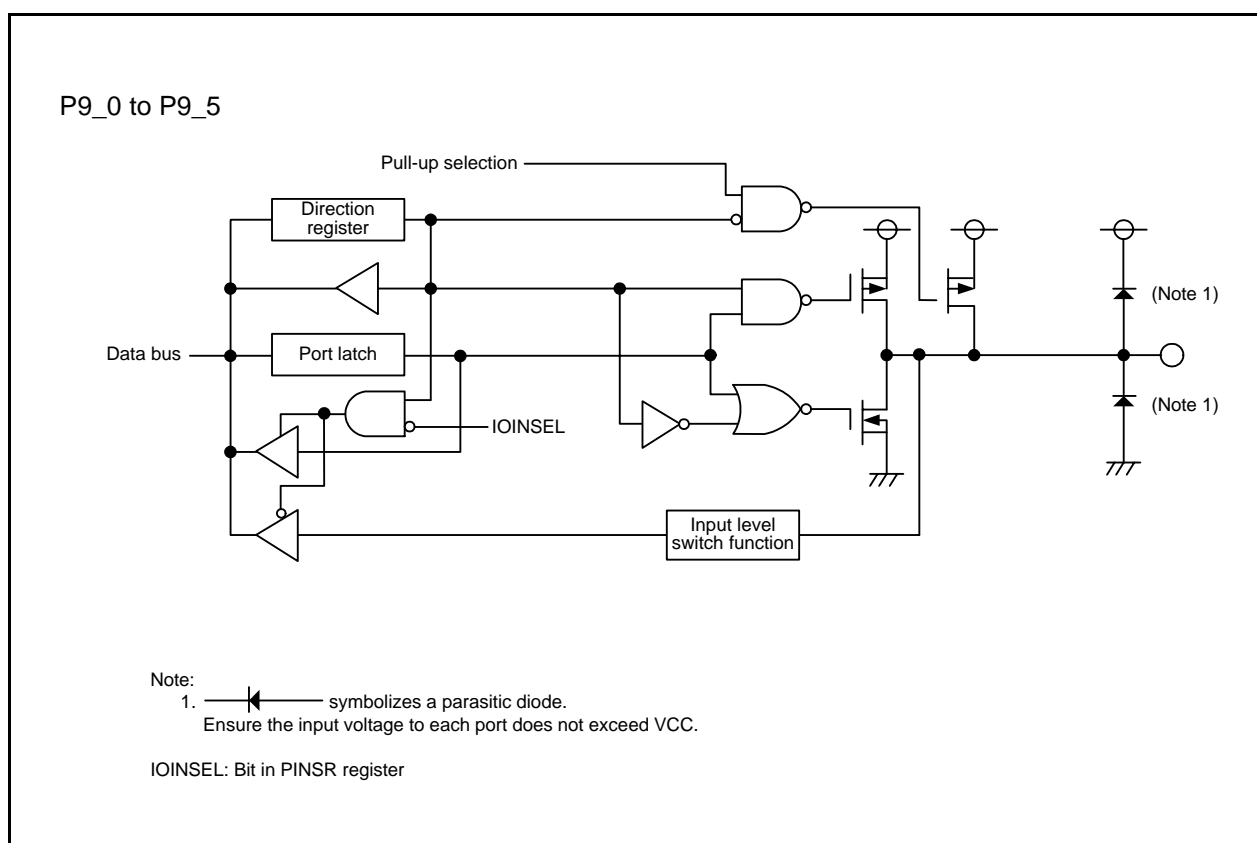 P9_0 to P9_5
Pull-up selection
Direction
register
(Note 1)
Data bus
Port latch
(Note 1)
IOINSEL
Input level
switch function
Note:
1. symbolizes a parasitic diode.
Ensure the input voltage to each port does not exceed VCC.
IOINSEL: Bit in PINSR register